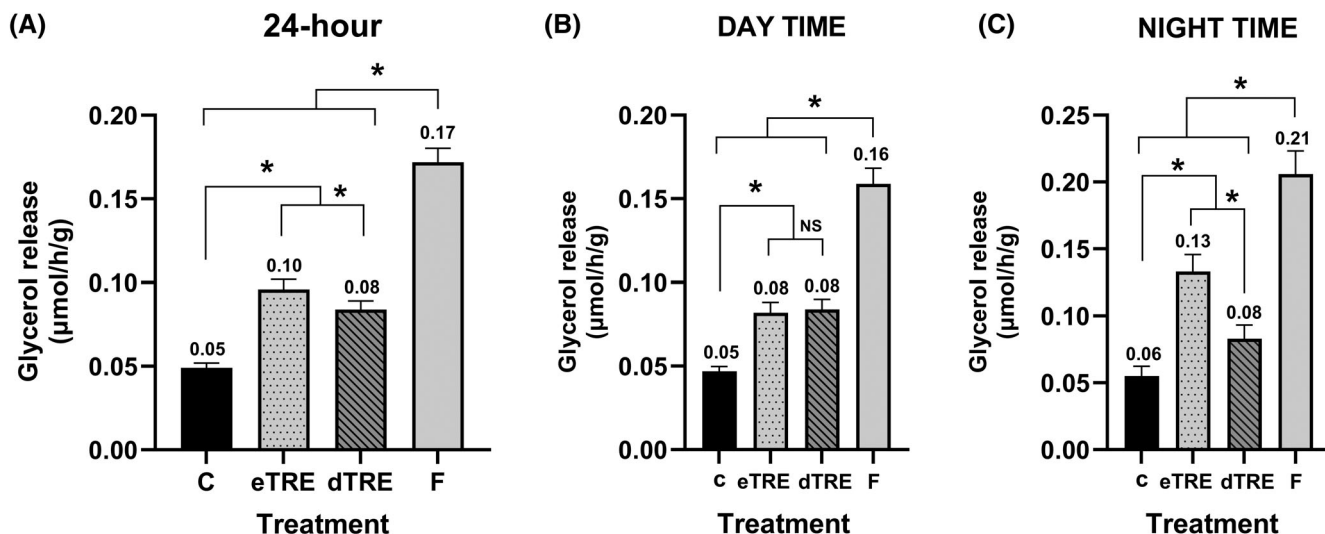 (A)
24-hour
Glycerol release
(µmol/h/g)
0.20
0.15
0.10
0.05
0.00
*
*
*
0.05
0.10
0.08
0.17
C eTRE dTRE F
Treatment
(B)
DAY TIME
Glycerol release
(µmol/h/g)
0.20
0.15
0.10
0.05
0.00
*
*
NS
0.05
0.08
0.08
0.16
c eTRE dTRE F
Treatment
(C)
NIGHT TIME
Glycerol release
(µmol/h/g)
0.25
0.20
0.15
0.10
0.05
0.00
*
*
*
0.06
0.13
0.08
0.21
c eTRE dTRE F
Treatment